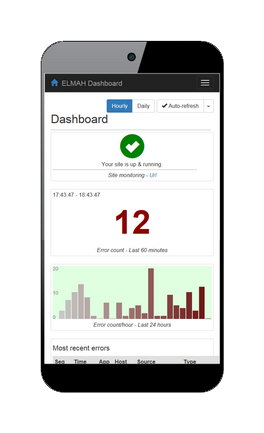 ELMAH Dashboard
Hourly Daily Auto-refresh
Dashboard
Your site is up & running
Site monitoring - Url
17:43:47 - 18:43:47
12
Error count - Last 60 minutes
20
10
0
Error count/hour - Last 24 hours
Most recent errors
Seq Time App Host Source Type